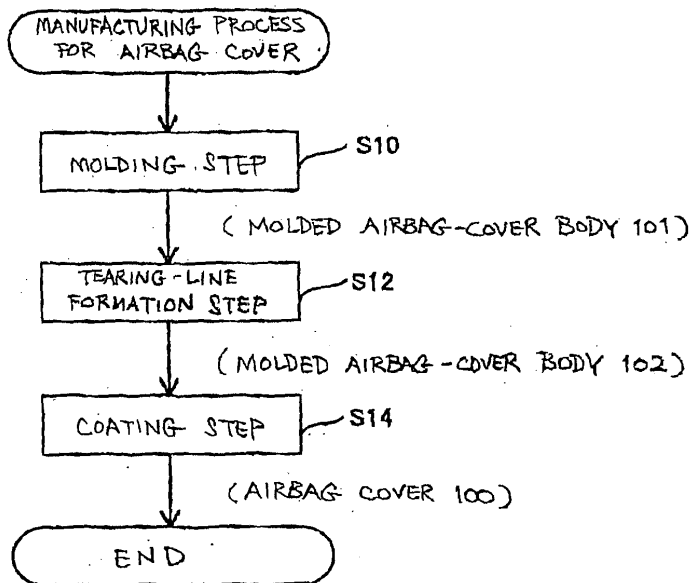 MANUFACTURING PROCESS
FOR AIRBAG COVER
MOLDING STEP
S10
(MOLDED AIRBAG-COVER BODY 101)
TEARING-LINE
FORMATION STEP
S12
(MOLDED AIRBAG-COVER BODY 102)
COATING STEP
S14
(AIRBAG COVER 100)
END